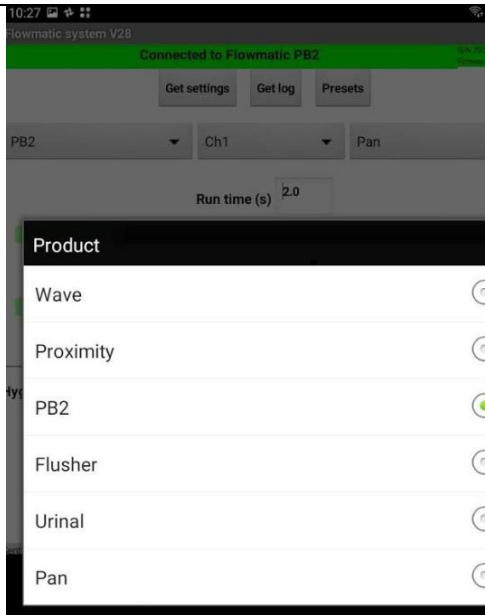 10:27
Flowmatic system V28
Connected to Flowmatic PB2
Get settings Get log Presets
PB2 Ch1 Pan
Run time (s) 2.0
Product
Wave
Proximity
PB2
Flusher
Urinal
Pan